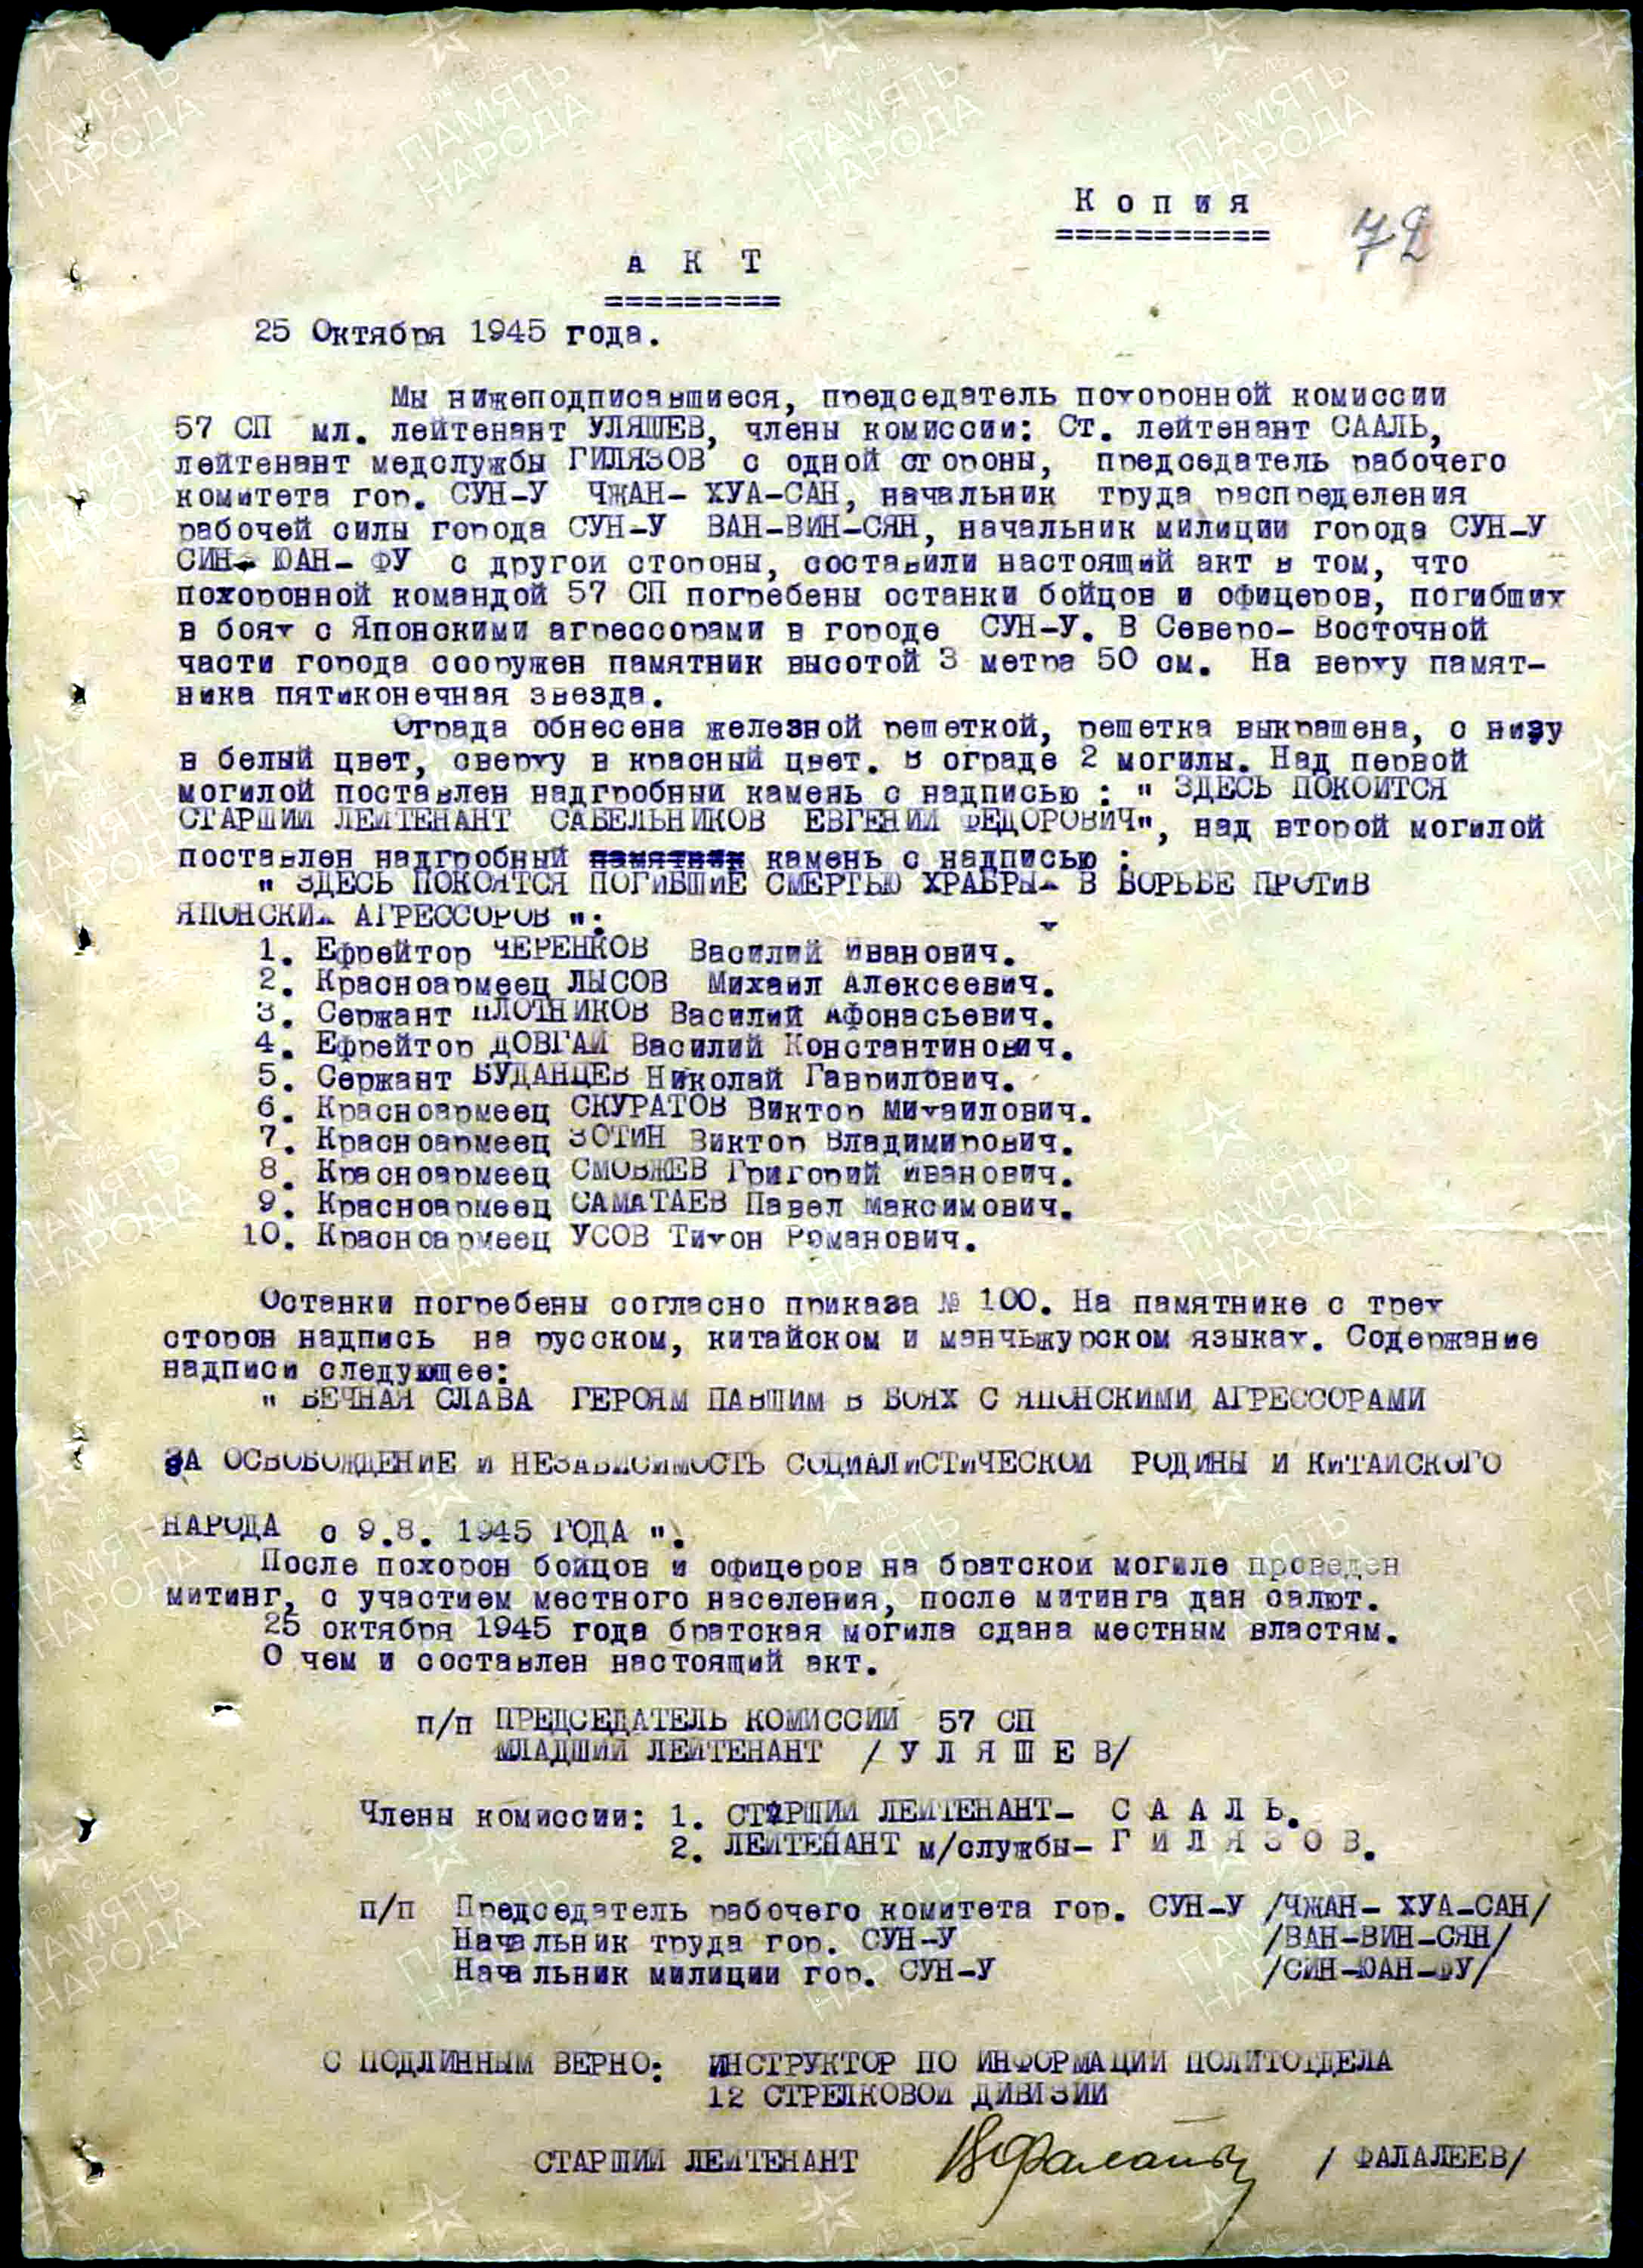 Копия
===========
72
А К Т
=========
25 Октября 1945 года.
Мы нижеподписавшиеся, председатель похоронной комиссии
57 СП мл. лейтенант УЛЯШЕВ, члены комиссии: Ст. лейтенант СААЛЬ,
лейтенант медслужбы ГИЛЯЗОВ с одной стороны, председатель рабочего
комитета гор. СУН-У ЧЖАН- ХУА-САН, начальник труда распределения
рабочей силы города СУН-У ВАН-ВИН-СЯН, начальник милиции города СУН-У
СИН- ЮАН- ФУ с другой стороны, составили настоящий акт в том, что
похоронной командой 57 СП погребены останки бойцов и офицеров, погибших
в боях с Японскими агрессорами в городе СУН-У. В Северо- Восточной
части города сооружен памятник высотой 3 метра 50 см. На верху памят-
ника пятиконечная звезда.
Ограда обнесена железной решеткой, решетка выкрашена, с низу
в белый цвет, сверху в красный цвет. В ограде 2 могилы. Над первой
могилой поставлен надгробный камень с надписью : " ЗДЕСЬ ПОКОИТСЯ
СТАРШИЙ ЛЕЙТЕНАНТ САБЕЛЬНИКОВ ЕВГЕНИЙ ФЕДОРОВИЧ", над второй могилой
поставлен надгробный памятник камень с надписью :
" ЗДЕСЬ ПОКОЯТСЯ ПОГИБШИЕ СМЕРТЬЮ ХРАБРЫХ В БОРЬБЕ ПРОТИВ
ЯПОНСКИХ АГРЕССОРОВ ":
1. Ефрейтор ЧЕРЕНКОВ Василий Иванович.
2. Красноармеец ЛЫСОВ Михаил Алексеевич.
3. Сержант ПЛОТНИКОВ Василий Афонасьевич.
4. Ефрейтор ДОВГАЙ Василий Константинович.
5. Сержант БУДАНЦЕВ Николай Гаврилович.
6. Красноармеец СКУРАТОВ Виктор Михаилович.
7. Красноармеец ЗОТИН Виктор Владимирович.
8. Красноармеец СМОВЖЕВ Григорий Иванович.
9. Красноармеец САМАТАЕВ Павел Максимович.
10. Красноармеец УСОВ Тихон Романович.
Останки погребены согласно приказа № 100. На памятнике с трех
сторон надпись на русском, китайском и манчьжурском языках. Содержание
надписи следующее:
" ВЕЧНАЯ СЛАВА ГЕРОЯМ ПАВШИМ В БОЯХ С ЯПОНСКИМИ АГРЕССОРАМИ
ЗА ОСВОБОЖДЕНИЕ И НЕЗАВИСИМОСТЬ СОЦИАЛИСТИЧЕСКОЙ РОДИНЫ И КИТАЙСКОГО
НАРОДА с 9.8. 1945 ГОДА ".
После похорон бойцов и офицеров на братской могиле проведен
митинг, с участием местного населения, после митинга дан салют.
25 октября 1945 года братская могила сдана местным властям.
О чем и составлен настоящий акт.
п/п ПРЕДСЕДАТЕЛЬ КОМИССИИ 57 СП
МЛАДШИЙ ЛЕЙТЕНАНТ / У Л Я Ш Е В/
Члены комиссии: 1. СТАРШИЙ ЛЕЙТЕНАНТ- С А А Л Ь.
2. ЛЕЙТЕНАНТ м/службы- Г И Л Я З О В.
п/п Председатель рабочего комитета гор. СУН-У /ЧЖАН- ХУА-САН/
Начальник труда гор. СУН-У /ВАН-ВИН-СЯН/
Начальник милиции гор. СУН-У /СИН-ЮАН-ФУ/
С ПОДЛИННЫМ ВЕРНО: ИНСТРУКТОР ПО ИНФОРМАЦИИ ПОЛИТОТДЕЛА
12 СТРЕЛКОВОЙ ДИВИЗИИ
СТАРШИЙ ЛЕЙТЕНАНТ / ФАЛАЛЕЕВ/